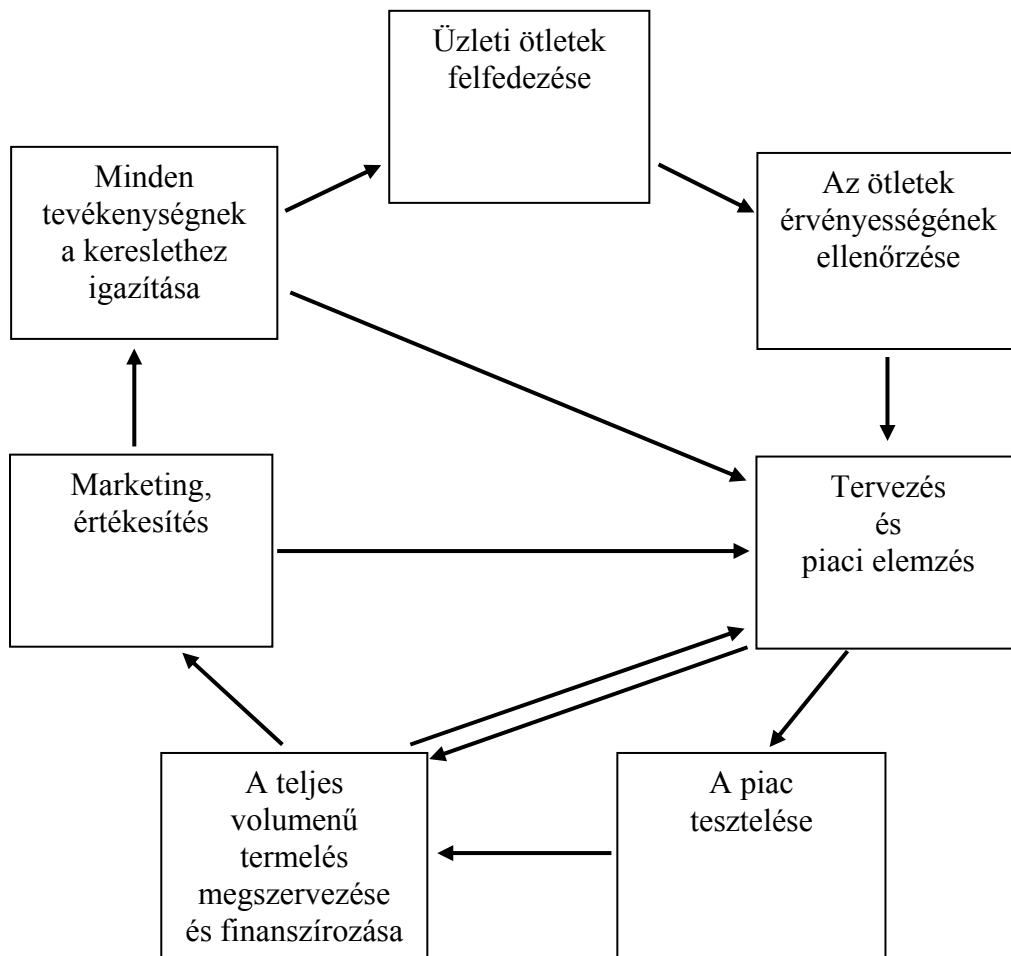 Üzleti ötletek
felfedezése
Minden
tevékenységnek
a kereslethez
igazítása
Az ötletek
érvényességének
ellenőrzése
Marketing,
értékesítés
Tervezés
és
piaci elemzés
A teljes
volumenű
termelés
megszervezése
és finanszírozása
A piac
tesztelése